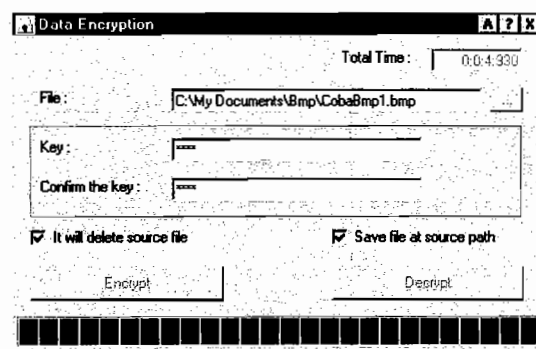 Data Encryption A ? X
Total Time : 0:0:4:330
File : C:\My Documents\Bmp\CobaBmp1.bmp ...
Key : ****
Confirm the key : ****
It will delete source file Save file at source path
Encrypt Decrypt